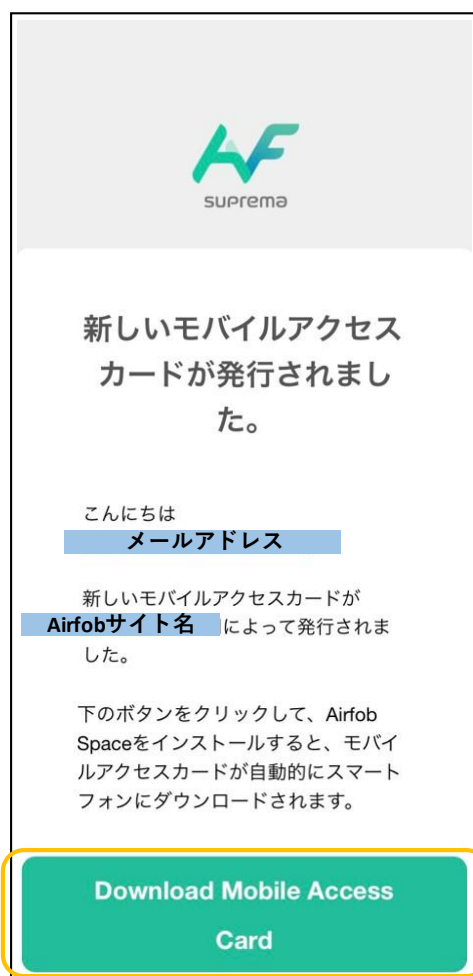 AF
suprema
新しいモバイルアクセス
カードが発行されまし
た。
こんにちは
メールアドレス
新しいモバイルアクセスカードが
Airfobサイト名 によって発行されま
した。
下のボタンをクリックして、Airfob
Spaceをインストールすると、モバイ
ルアクセスカードが自動的にスマート
フォンにダウンロードされます。
Download Mobile Access
Card